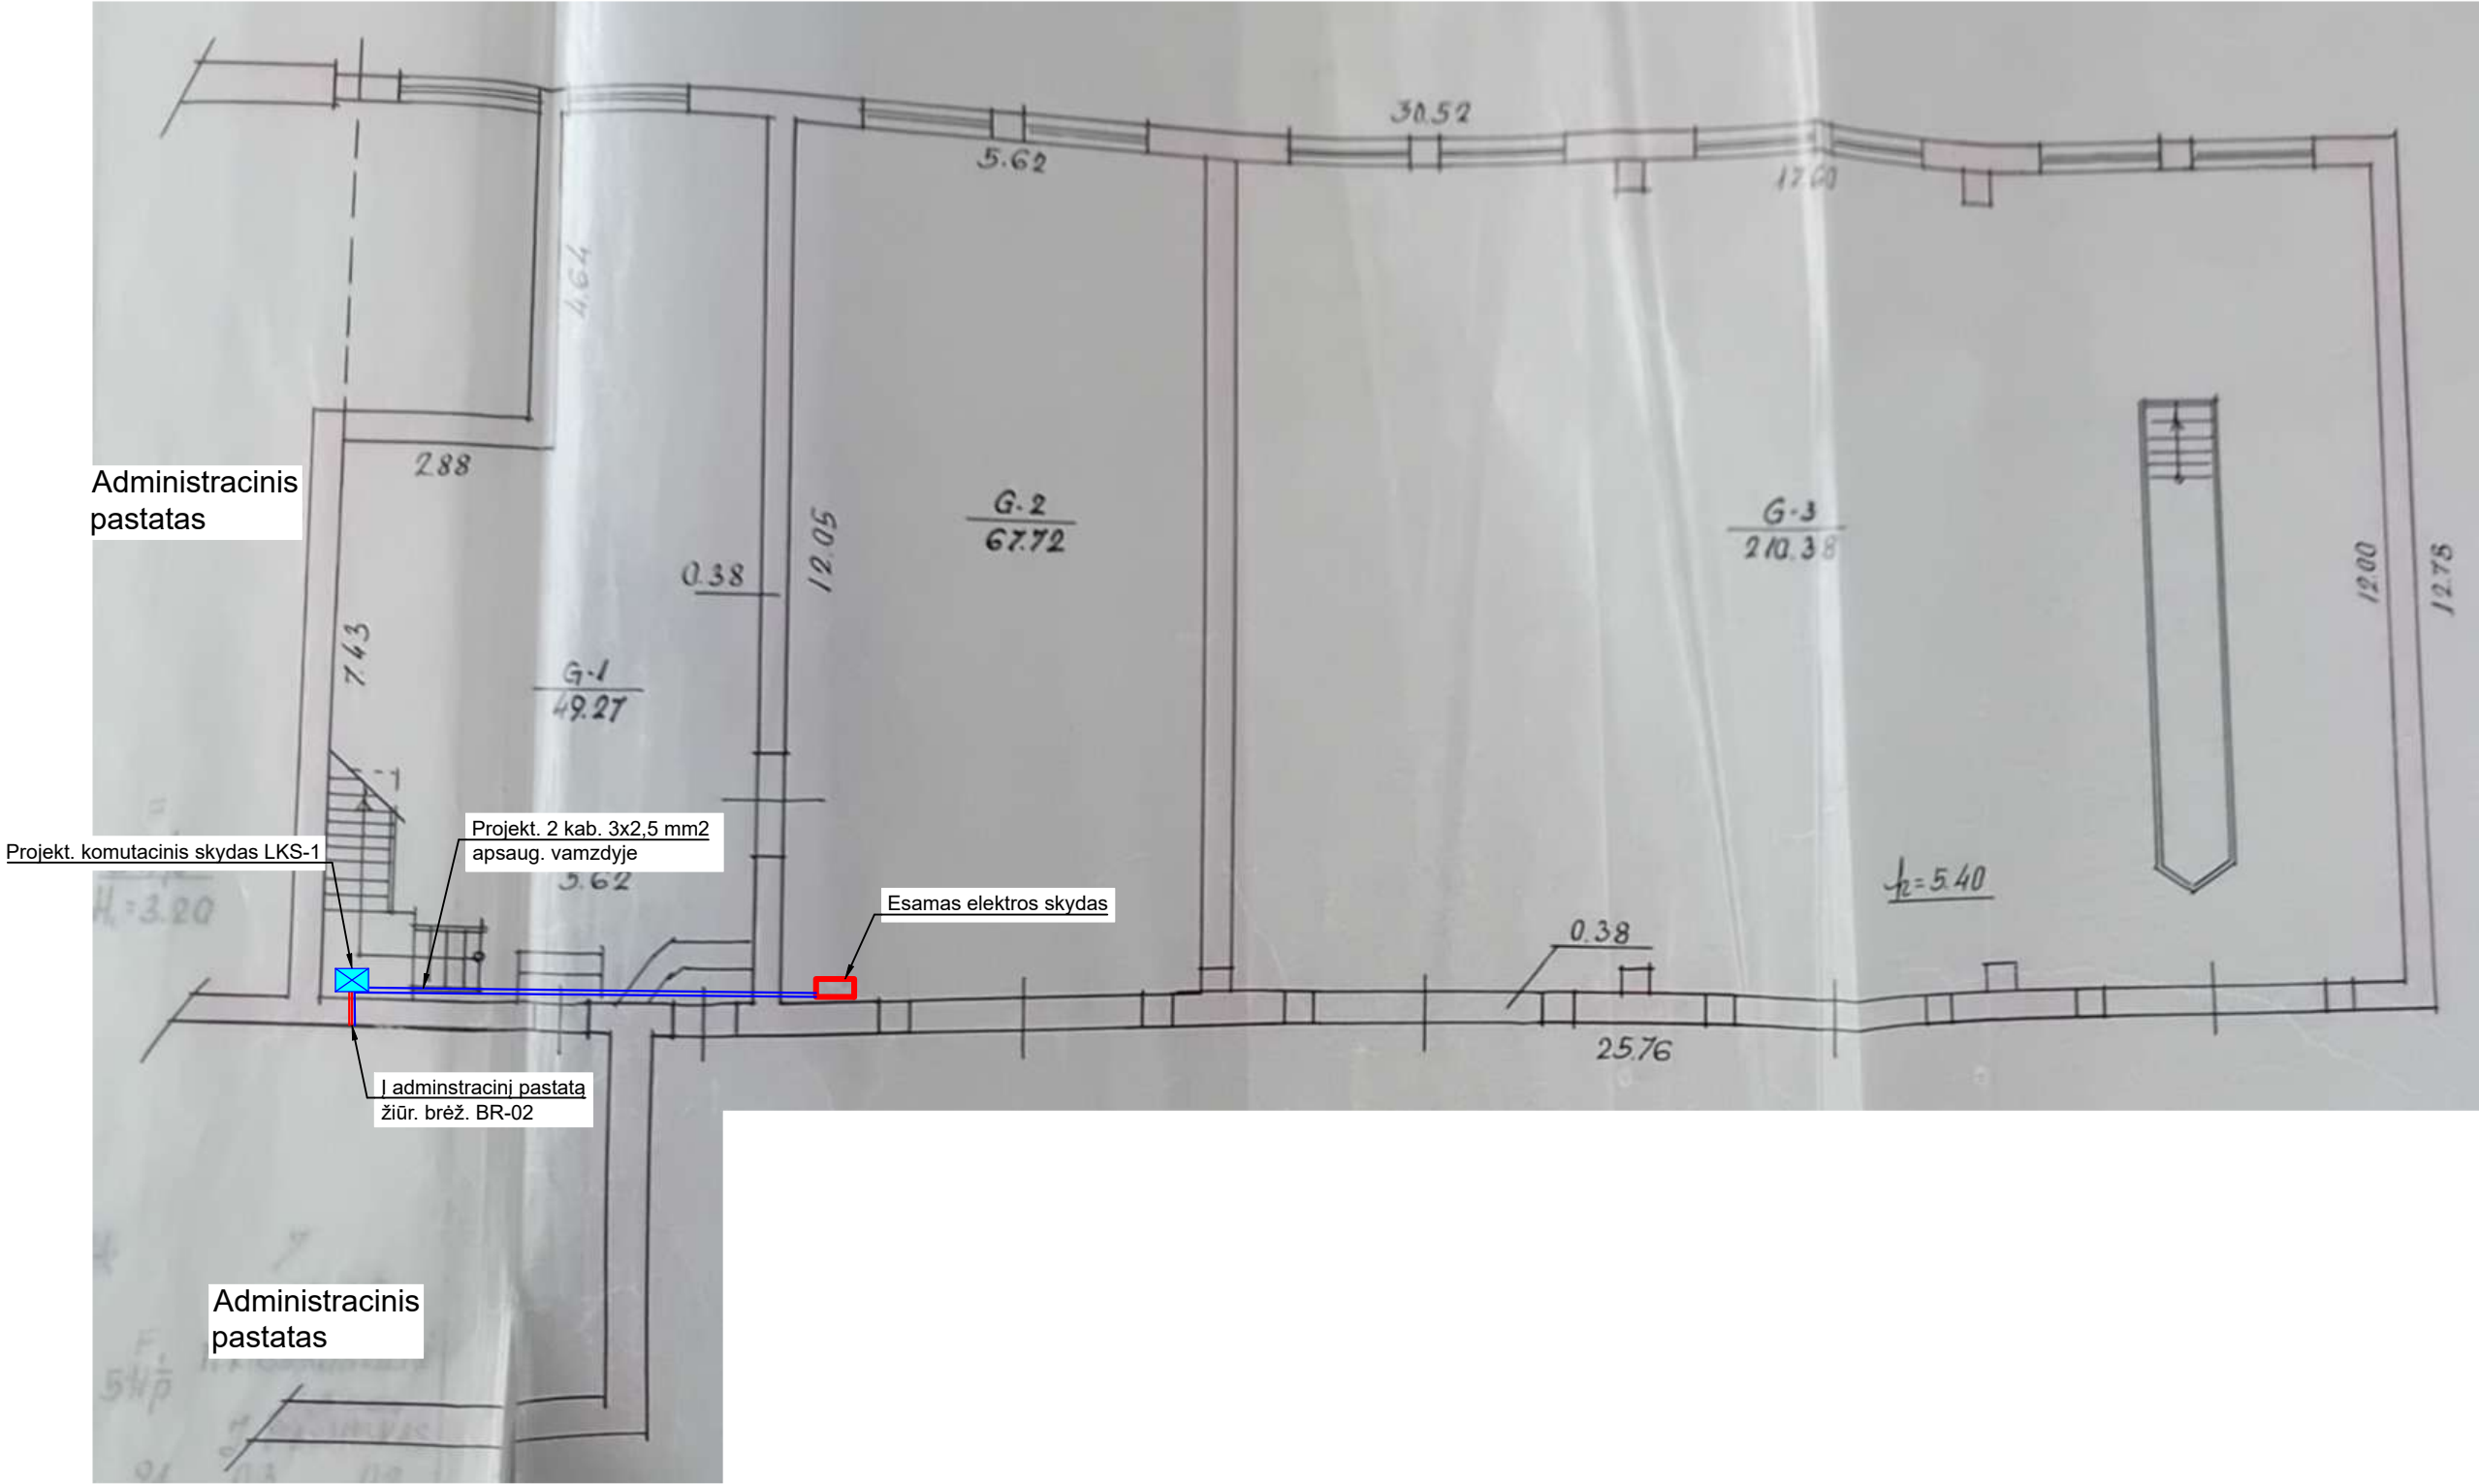 30.52
5.62
17.60
4.64
2.88
Administracinis
pastatas
G-2
67.72
12.05
0.38
G-3
210.38
12.00
12.78
7.43
G-1
49.27
Projekt. 2 kab. 3x2,5 mm2
apsaug. vamzdyje
Projekt. komutacinis skydas LKS-1
5.62
H=3.20
h=5.40
Esamas elektros skydas
0.38
25.76
Į adminstracinį pastatą
žiūr. brėž. BR-02
Administracinis
pastatas